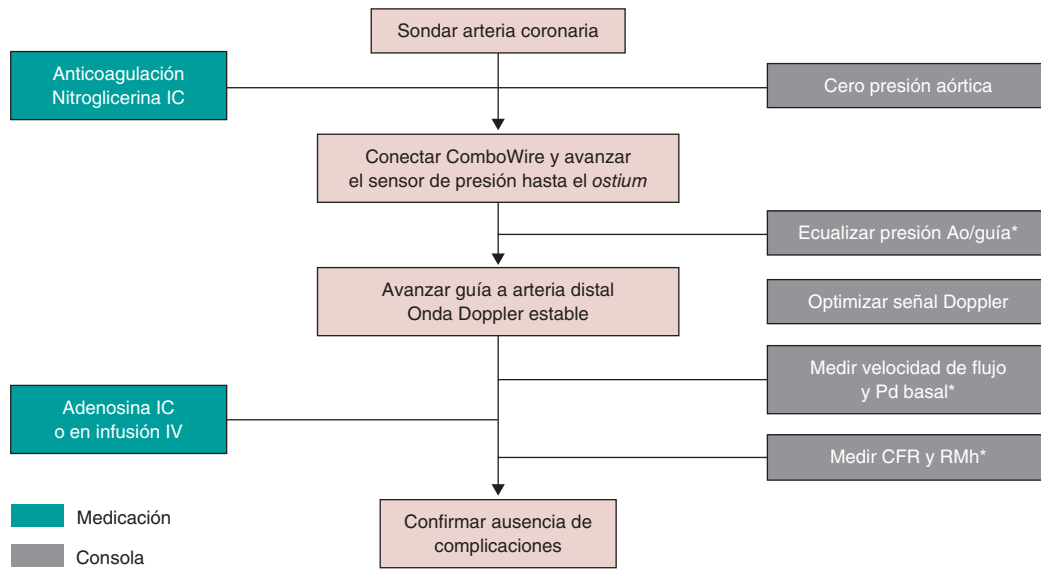 Sondar arteria coronaria
Anticoagulación
Nitroglicerina IC
Cero presión aórtica
Conectar ComboWire y avanzar
el sensor de presión hasta el ostium
Ecualizar presión Ao/guía*
Avanzar guía a arteria distal
Onda Doppler estable
Optimizar señal Doppler
Medir velocidad de flujo
y Pd basal*
Adenosina IC
o en infusión IV
Medir CFR y RMh*
Confirmar ausencia de
complicaciones
Medicación
Consola